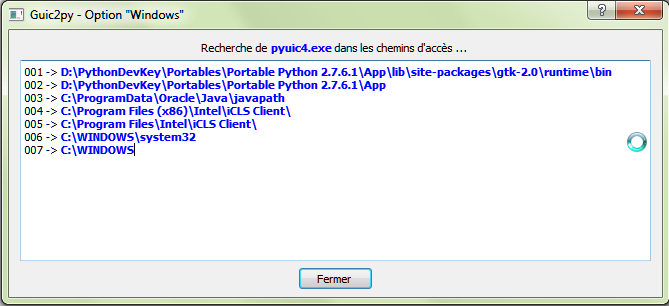 Guic2py - Option "Windows"
Recherche de pyuic4.exe dans les chemins d'accès ...
001 -> D:\PythonDevKey\Portables\Portable Python 2.7.6.1\App\lib\site-packages\gtk-2.0\runtime\bin
002 -> D:\PythonDevKey\Portables\Portable Python 2.7.6.1\App
003 -> C:\ProgramData\Oracle\Java\javapath
004 -> C:\Program Files (x86)\Intel\iCLS Client\
005 -> C:\Program Files\Intel\iCLS Client\
006 -> C:\WINDOWS\system32
007 -> C:\WINDOWS
Fermer